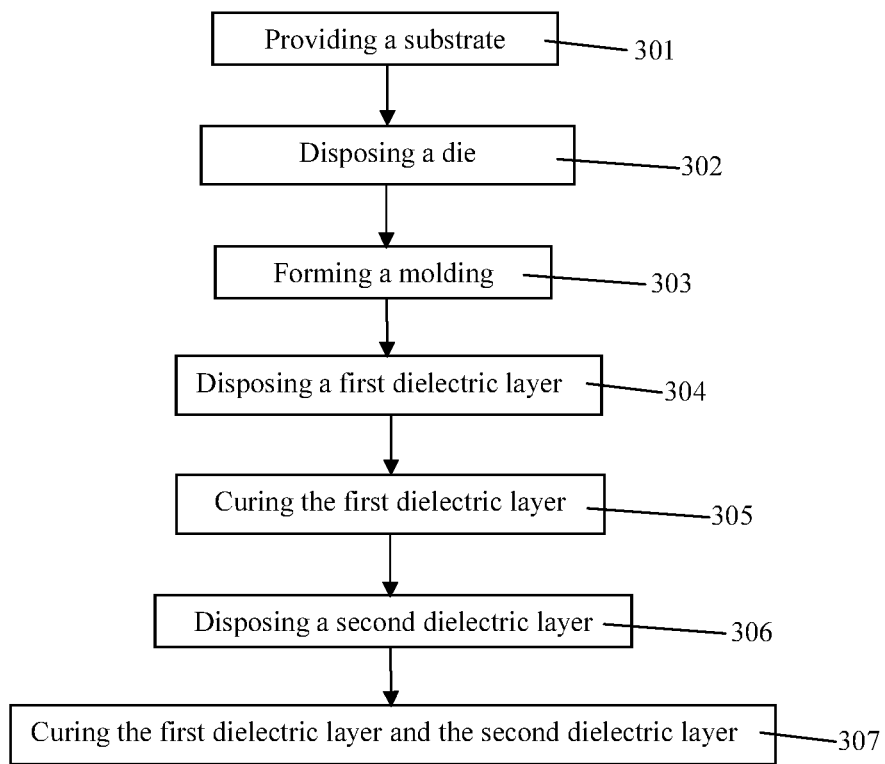 Providing a substrate
301
Disposing a die
302
Forming a molding
303
Disposing a first dielectric layer
304
Curing the first dielectric layer
305
Disposing a second dielectric layer
306
Curing the first dielectric layer and the second dielectric layer
307